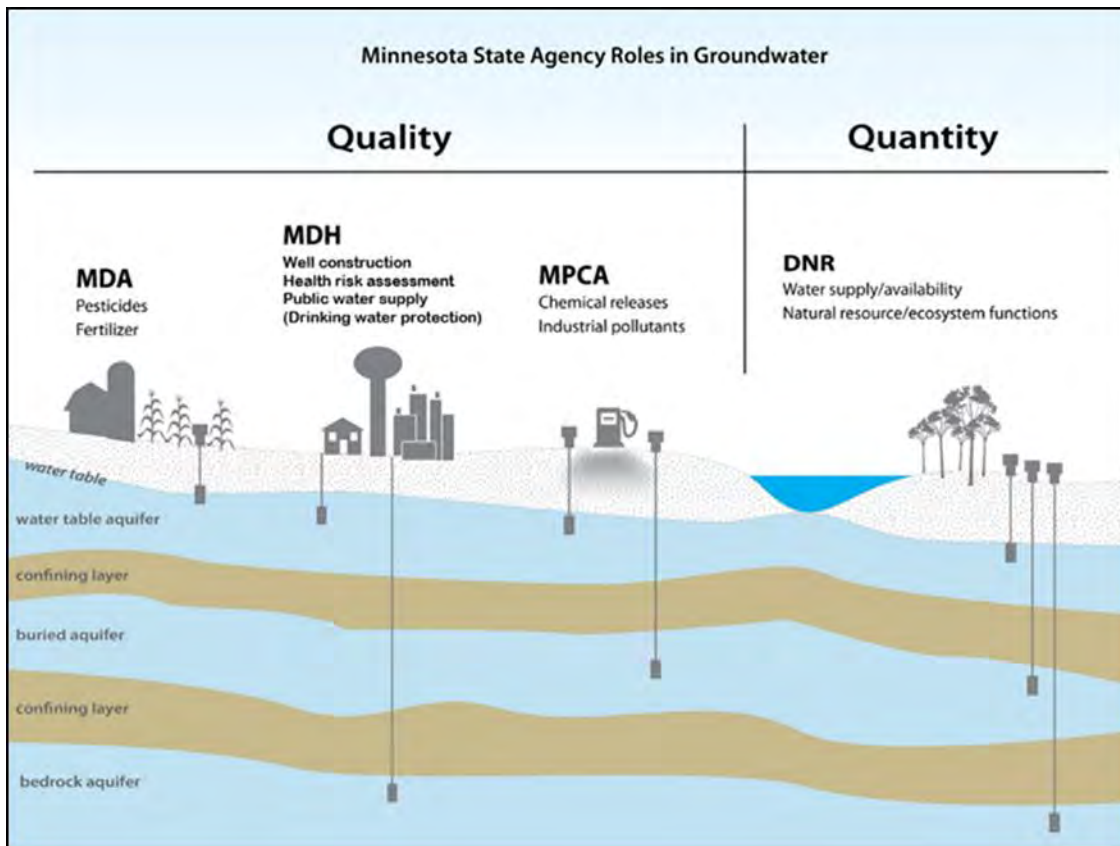 Minnesota State Agency Roles in Groundwater
Quality
Quantity
MDA
Pesticides
Fertilizer
MDH
Well construction
Health risk assessment
Public water supply
(Drinking water protection)
MPCA
Chemical releases
Industrial pollutants
DNR
Water supply/availability
Natural resource/ecosystem functions
water table
water table aquifer
confining layer
buried aquifer
confining layer
bedrock aquifer